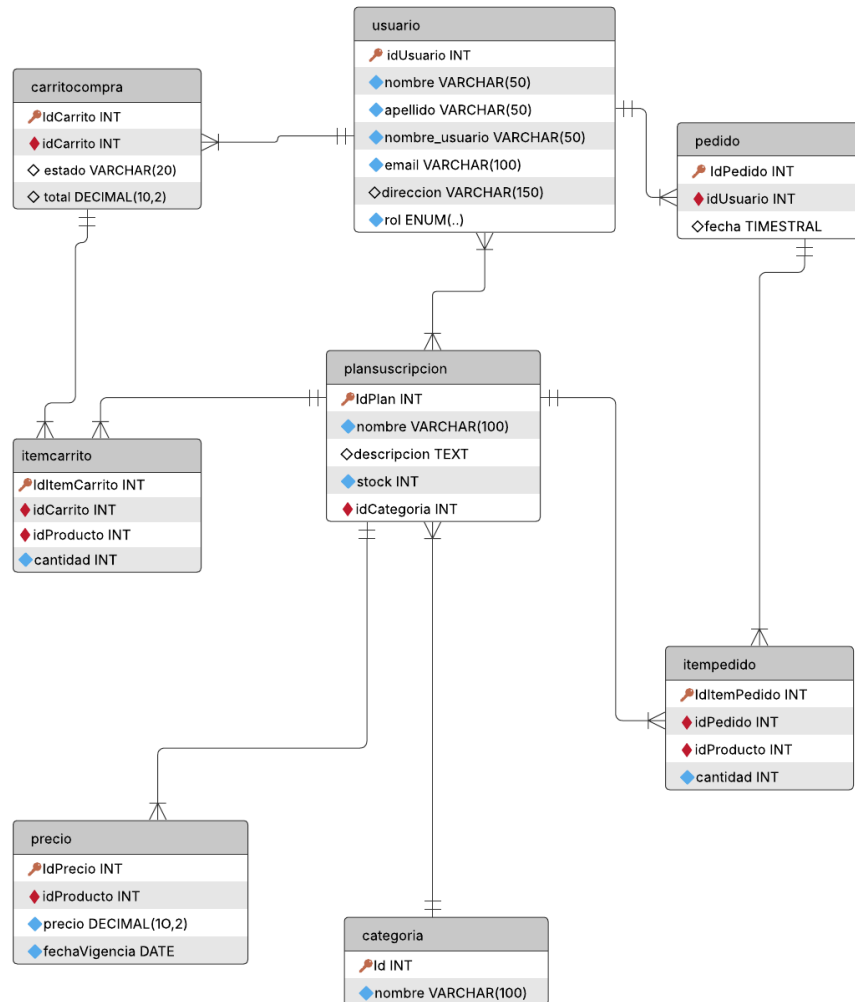 usuario
idUsuario INT
nombre VARCHAR(50)
apellido VARCHAR(50)
nombre_usuario VARCHAR(50)
email VARCHAR(100)
direccion VARCHAR(150)
rol ENUM(..)
carritocompra
IdCarrito INT
idCarrito INT
estado VARCHAR(20)
total DECIMAL(10,2)
pedido
IdPedido INT
idUsuario INT
fecha TIMESTRAL
plansuscripcion
IdPlan INT
nombre VARCHAR(100)
descripcion TEXT
stock INT
idCategoria INT
itemcarrito
IdItemCarrito INT
idCarrito INT
idProducto INT
cantidad INT
itempedido
IdItemPedido INT
idPedido INT
idProducto INT
cantidad INT
precio
IdPrecio INT
idProducto INT
precio DECIMAL(1O,2)
fechaVigencia DATE
categoria
Id INT
nombre VARCHAR(100)